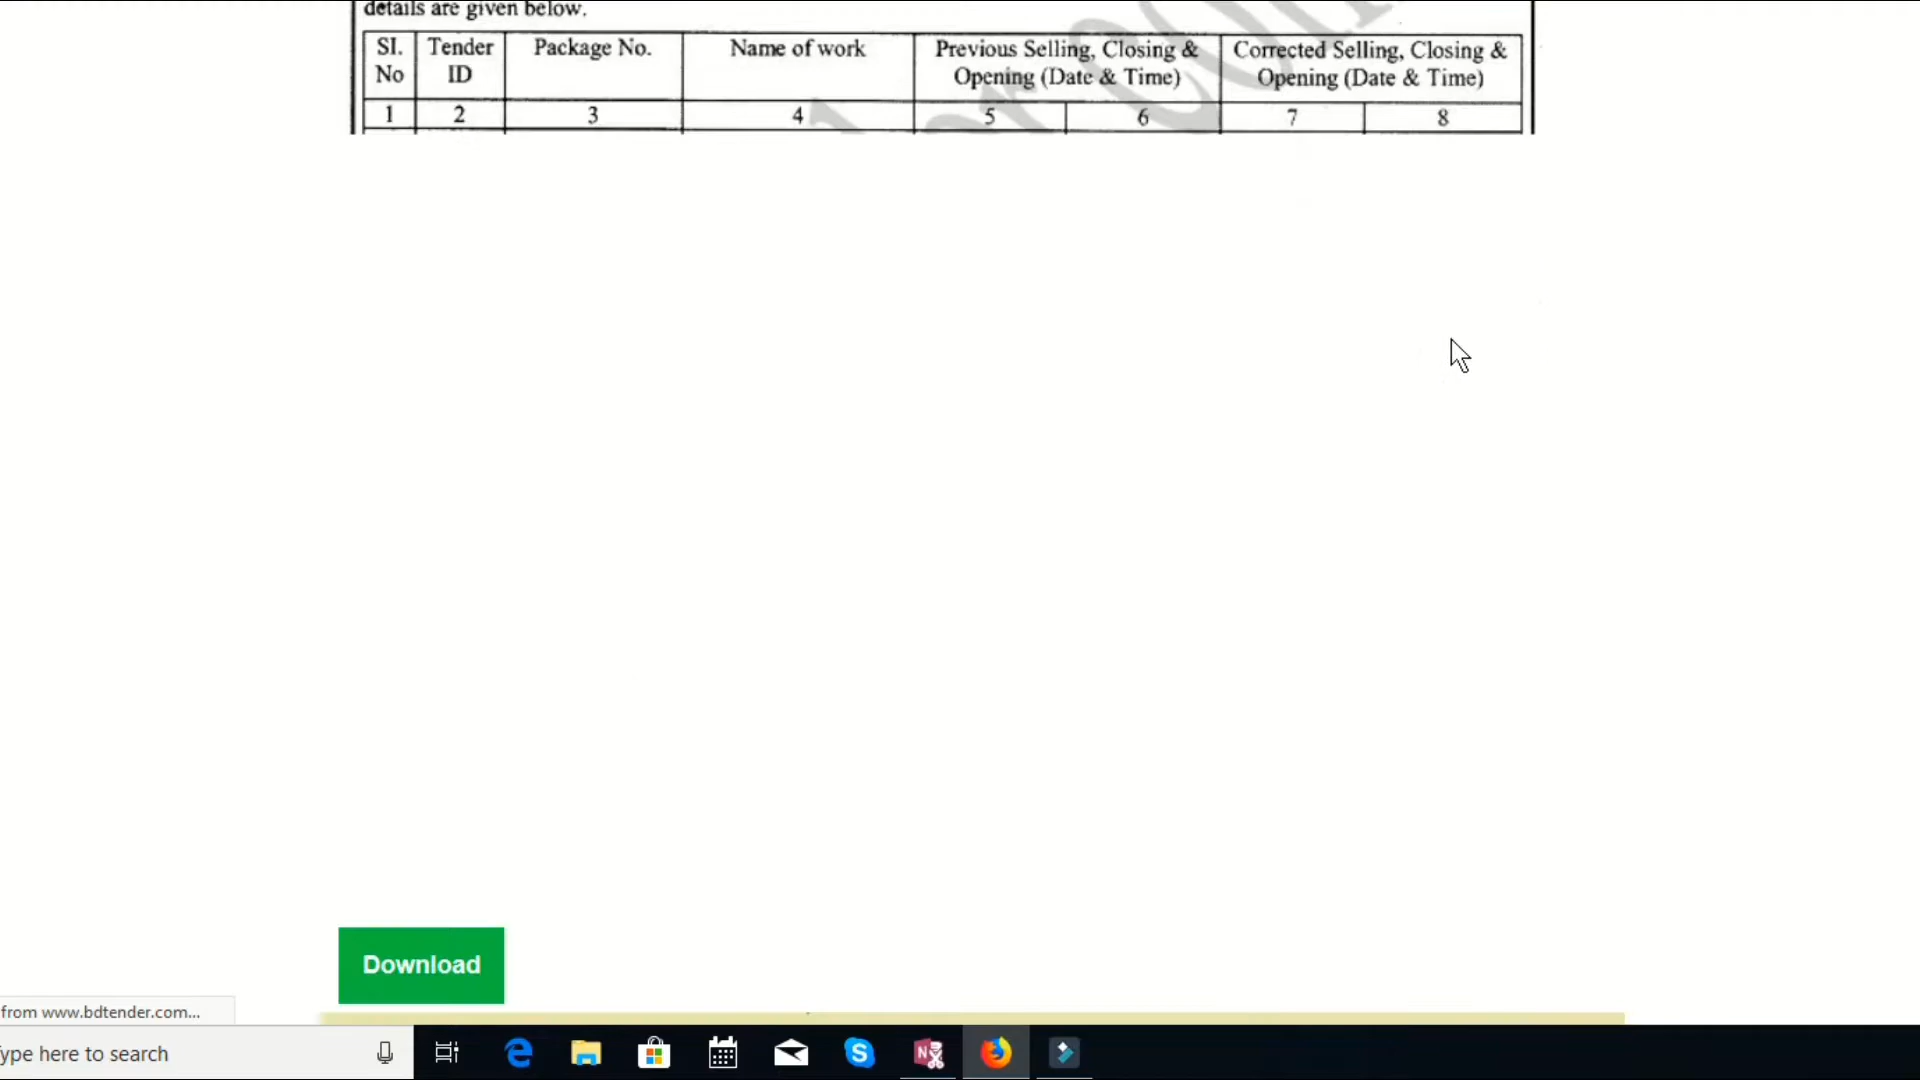 details are given below.
SI. No | Tender ID | Package No. | Name of work | Previous Selling, Closing & Opening (Date & Time) | Corrected Selling, Closing & Opening (Date & Time)
1 | 2 | 3 | 4 | 5 | 6 | 7 | 8
Download
from www.bdtender.com...
ype here to search